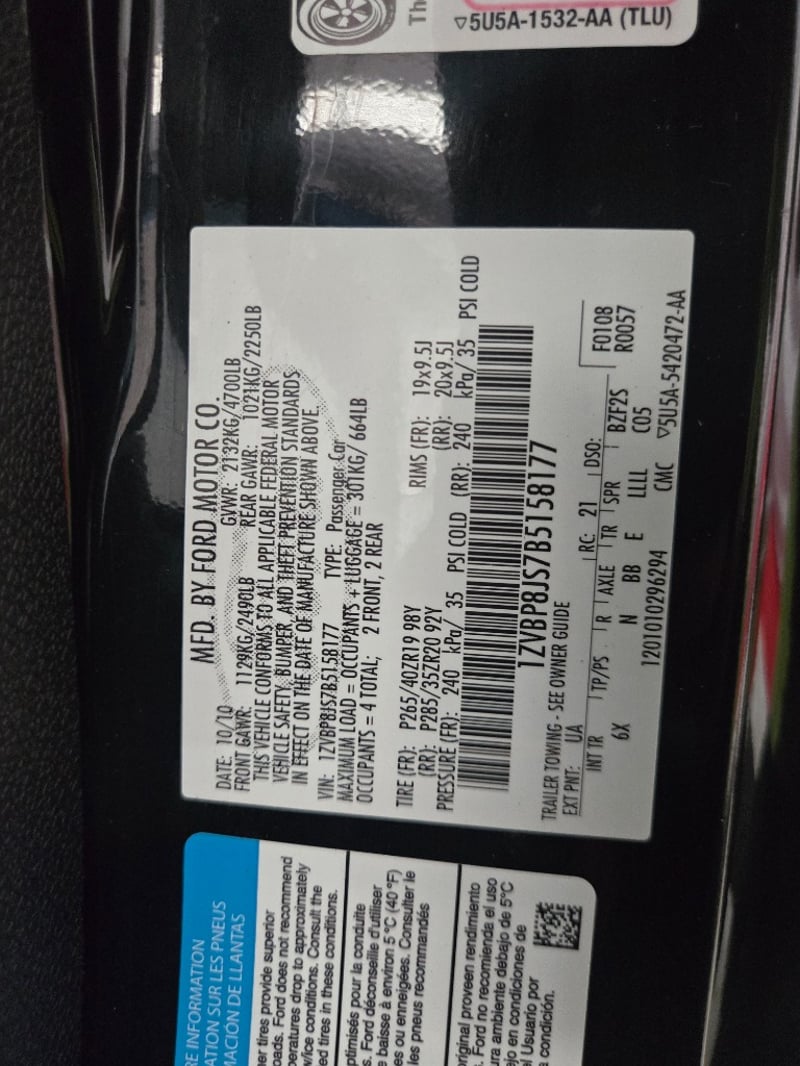 Th
▽5U5A-1532-AA (TLU)
MFD. BY FORD MOTOR CO.
DATE: 10/10 GVWR: 2132KG/4700LB
FRONT GAWR: 1129KG/2490LB REAR GAWR: 1021KG/2250LB
THIS VEHICLE CONFORMS TO ALL APPLICABLE FEDERAL MOTOR
VEHICLE SAFETY, BUMPER, AND THEFT PREVENTION STANDARDS
IN EFFECT ON THE DATE OF MANUFACTURE SHOWN ABOVE.
VIN: 1ZVBP8JS7B5158177 TYPE: Passenger Car
MAXIMUM LOAD = OCCUPANTS + LUGGAGE = 301KG/ 664LB
OCCUPANTS = 4 TOTAL; 2 FRONT, 2 REAR
TIRE (FR): P265/40ZR19 98Y RIMS (FR): 19x9.5J
(RR): P285/35ZR20 92Y (RR): 20x9.5J
PRESSURE (FR): 240 kPa/ 35 PSI COLD (RR): 240 kPa/ 35 PSI COLD
1ZVBP8JS7B5158177
TRAILER TOWING - SEE OWNER GUIDE
EXT PNT: UA RC: 21 DSO: F0108
INT TR TP/PS R AXLE TR SPR BZF2S R0057
6X N BB E LLLL C05
1201010296294 CMC ▽5U5A-5420472-AA
RE INFORMATION
ATION SUR LES PNEUS
MACIÓN DE LLANTAS
er tires provide superior
oads. Ford does not recommend
peratures drop to approximately
w/ice conditions. Consult the
ed tires in these conditions.
ptimisés pour la conduite
s. Ford déconseille d'utiliser
e baisse à environ 5°C (40°F)
es ou enneigées. Consulter le
les pneus recommandés
original proveen rendimiento
. Ford no recomienda el uso
ura ambiente debajo de 5°C
ejo en condiciones de
el Usuario por
a condición.